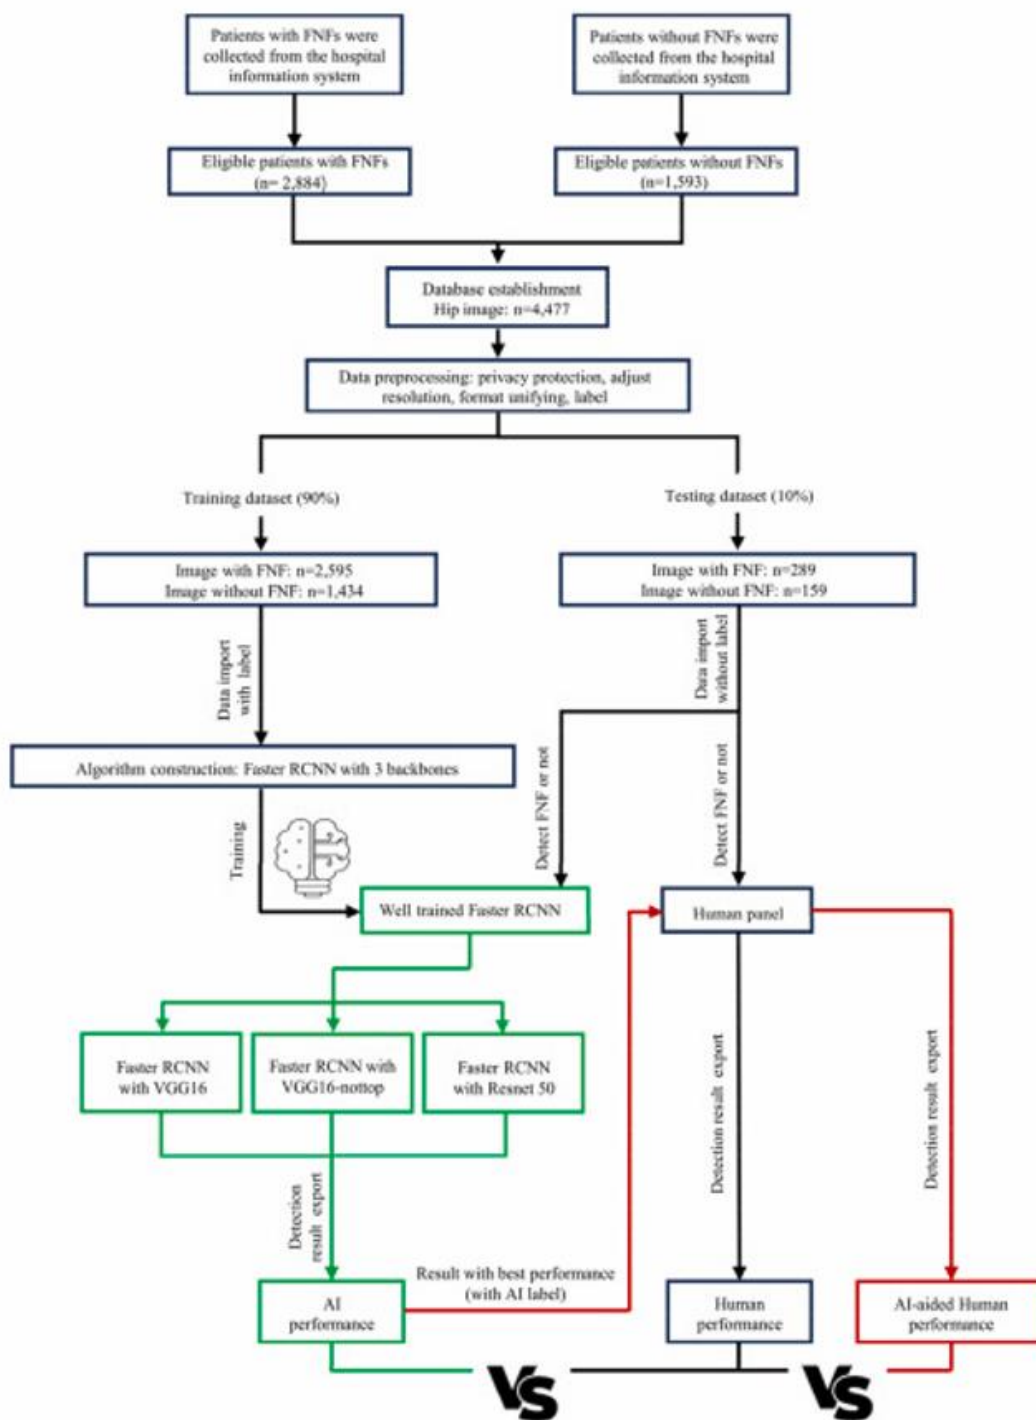 Patients with FNFs were
collected from the hospital
information system
Patients without FNFs were
collected from the hospital
information system
Eligible patients with FNFs
(n= 2,884)
Eligible patients without FNFs
(n=1,593)
Database establishment
Hip image: n=4,477
Data preprocessing: privacy protection, adjust
resolution, format unifying, label
Training dataset (90%)
Testing dataset (10%)
Image with FNF: n=2,595
Image without FNF: n=1,434
Image with FNF: n=289
Image without FNF: n=159
Data import
with label
Data import
without label
Algorithm construction: Faster RCNN with 3 backbones
Detect FNF or not
Detect FNF or not
Training
Well trained Faster RCNN
Human panel
Faster RCNN
with VGG16
Faster RCNN with
VGG16-nottop
Faster RCNN
with Resnet 50
Detection
result export
Detection result export
Detection result export
Result with best performance
(with AI label)
AI
performance
Human
performance
AI-aided Human
performance
VS
VS